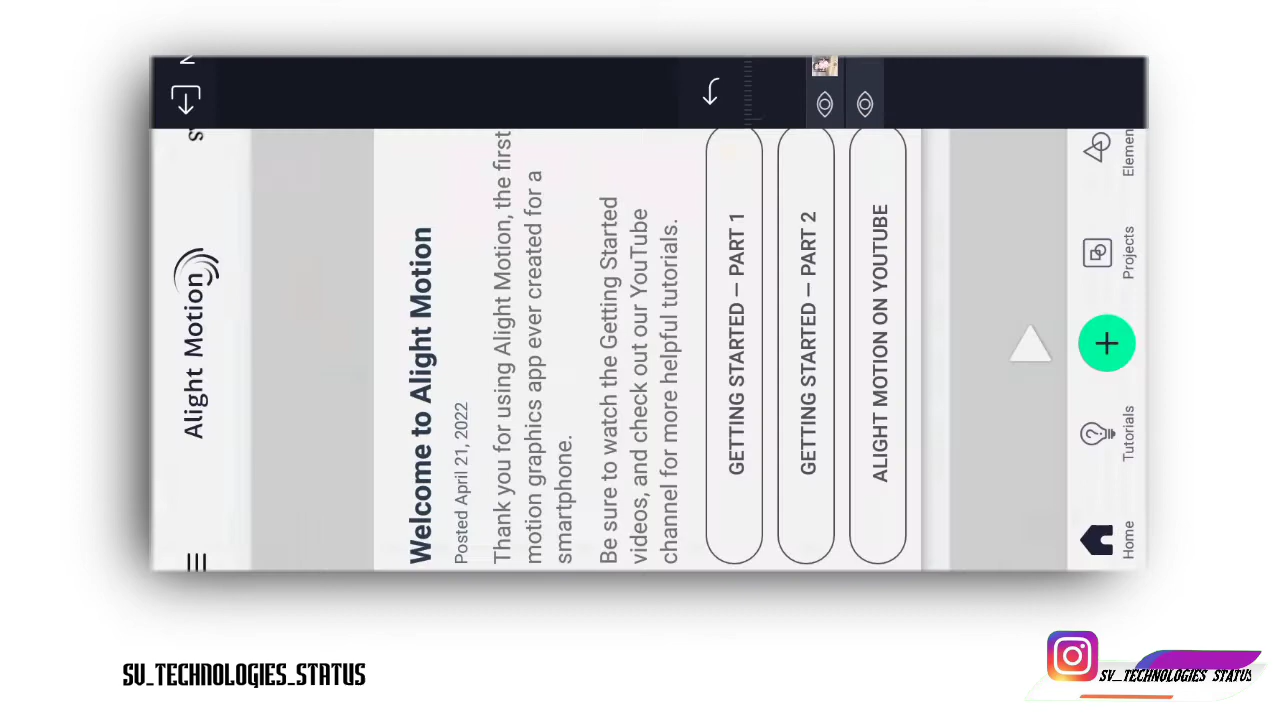 Alight Motion
Welcome to Alight Motion
Posted April 21, 2022
Thank you for using Alight Motion, the first
motion graphics app ever created for a
smartphone.
Be sure to watch the Getting Started
videos, and check out our YouTube
channel for more helpful tutorials.
GETTING STARTED – PART 1
GETTING STARTED – PART 2
ALIGHT MOTION ON YOUTUBE
Home
Tutorials
Projects
Elemen
SV_TECHNOLOGIES_STATUS
SV_TECHNOLOGIES STATUS